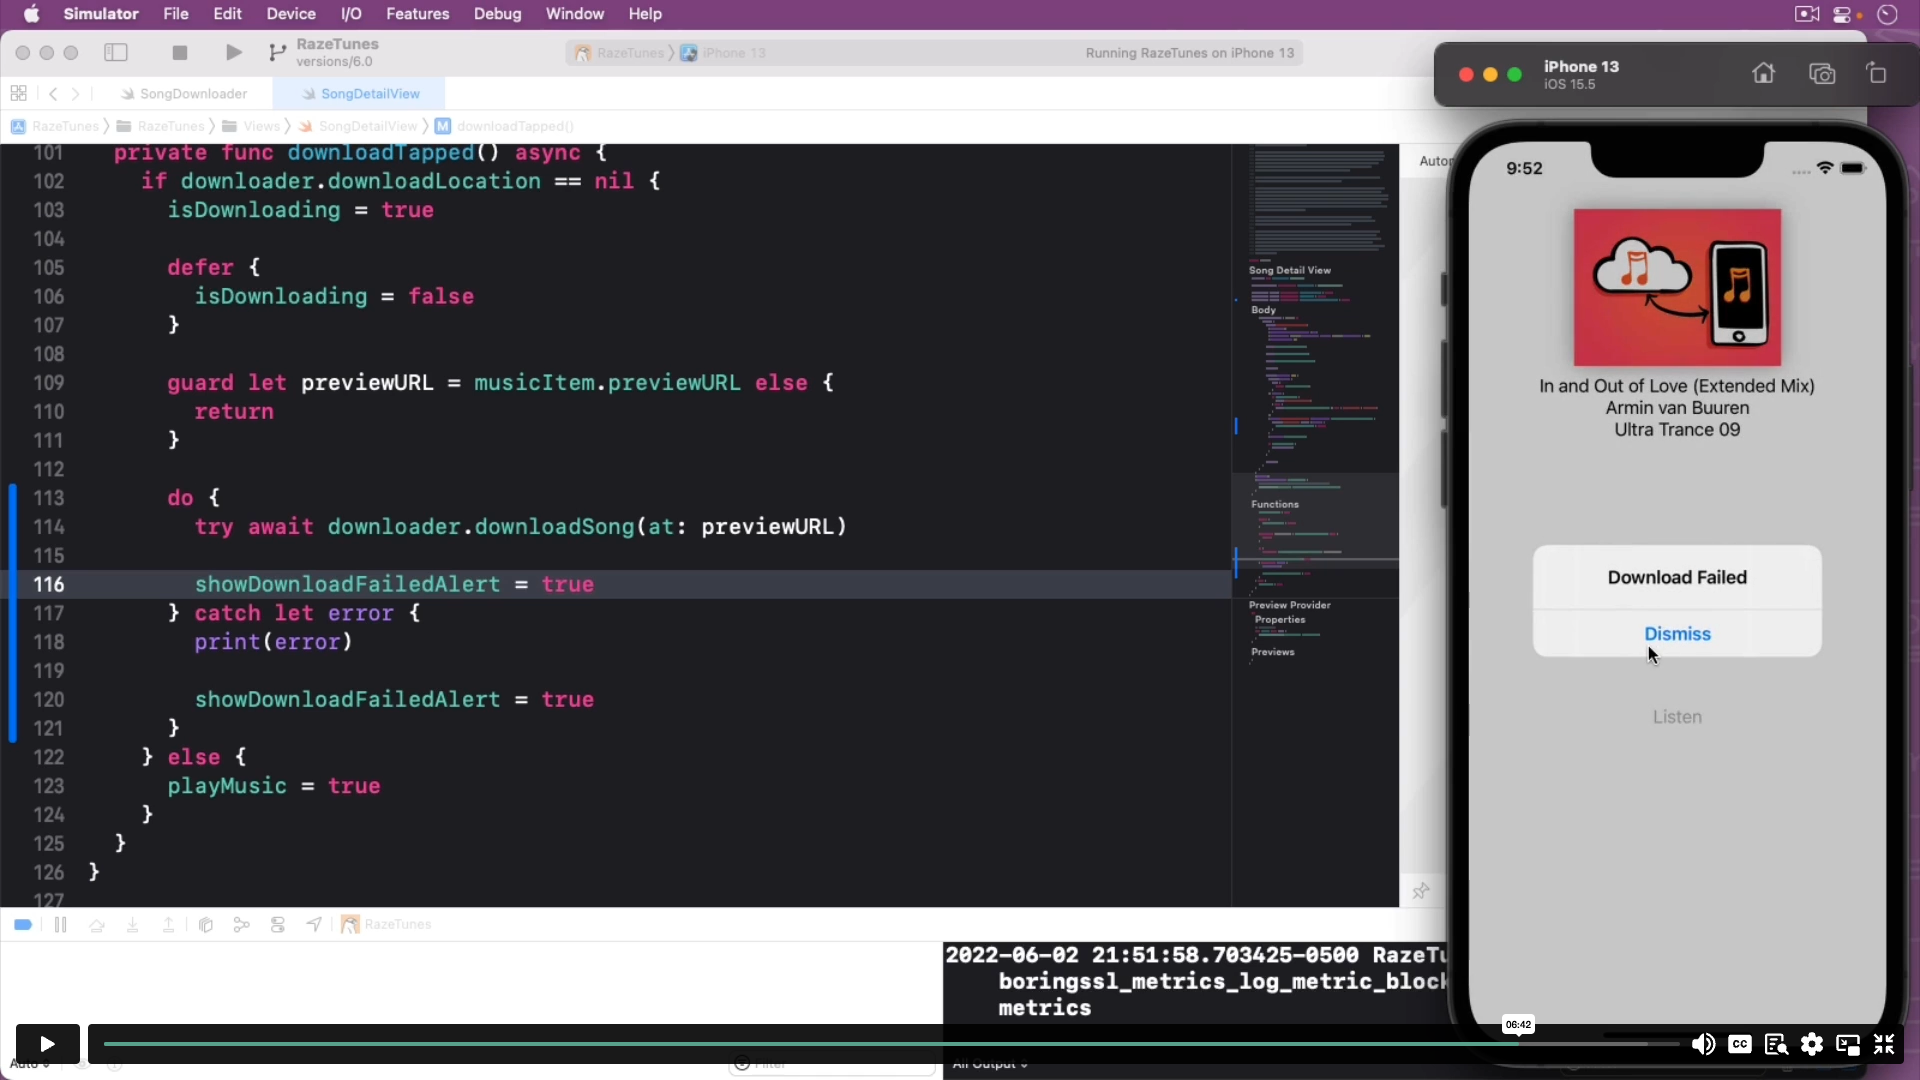 Simulator File Edit Device I/O Features Debug Window Help
RazeTunes
versions/6.0
RazeTunes
iPhone 13
Running RazeTunes on iPhone 13
SongDownloader
SongDetailView
RazeTunes
RazeTunes
Views
SongDetailView
M
downloadTapped()
101 private func downloadTapped() async {
102 if downloader.downloadLocation == nil {
103 isDownloading = true
104
105 defer {
106 isDownloading = false
107 }
108
109 guard let previewURL = musicItem.previewURL else {
110 return
111 }
112
113 do {
114 try await downloader.downloadSong(at: previewURL)
115
116 showDownloadFailedAlert = true
117 } catch let error {
118 print(error)
119
120 showDownloadFailedAlert = true
121 }
122 } else {
123 playMusic = true
124 }
125 }
126 }
127
Song Detail View
Body
Functions
Preview Provider
Properties
Previews
iPhone 13
iOS 15.5
9:52
In and Out of Love (Extended Mix)
Armin van Buuren
Ultra Trance 09
Download Failed
Dismiss
Listen
RazeTunes
2022-06-02 21:51:58.703425-0500 RazeTu
boringssl_metrics_log_metric_block
metrics
06:42
CC
Auto
Filter
All Output